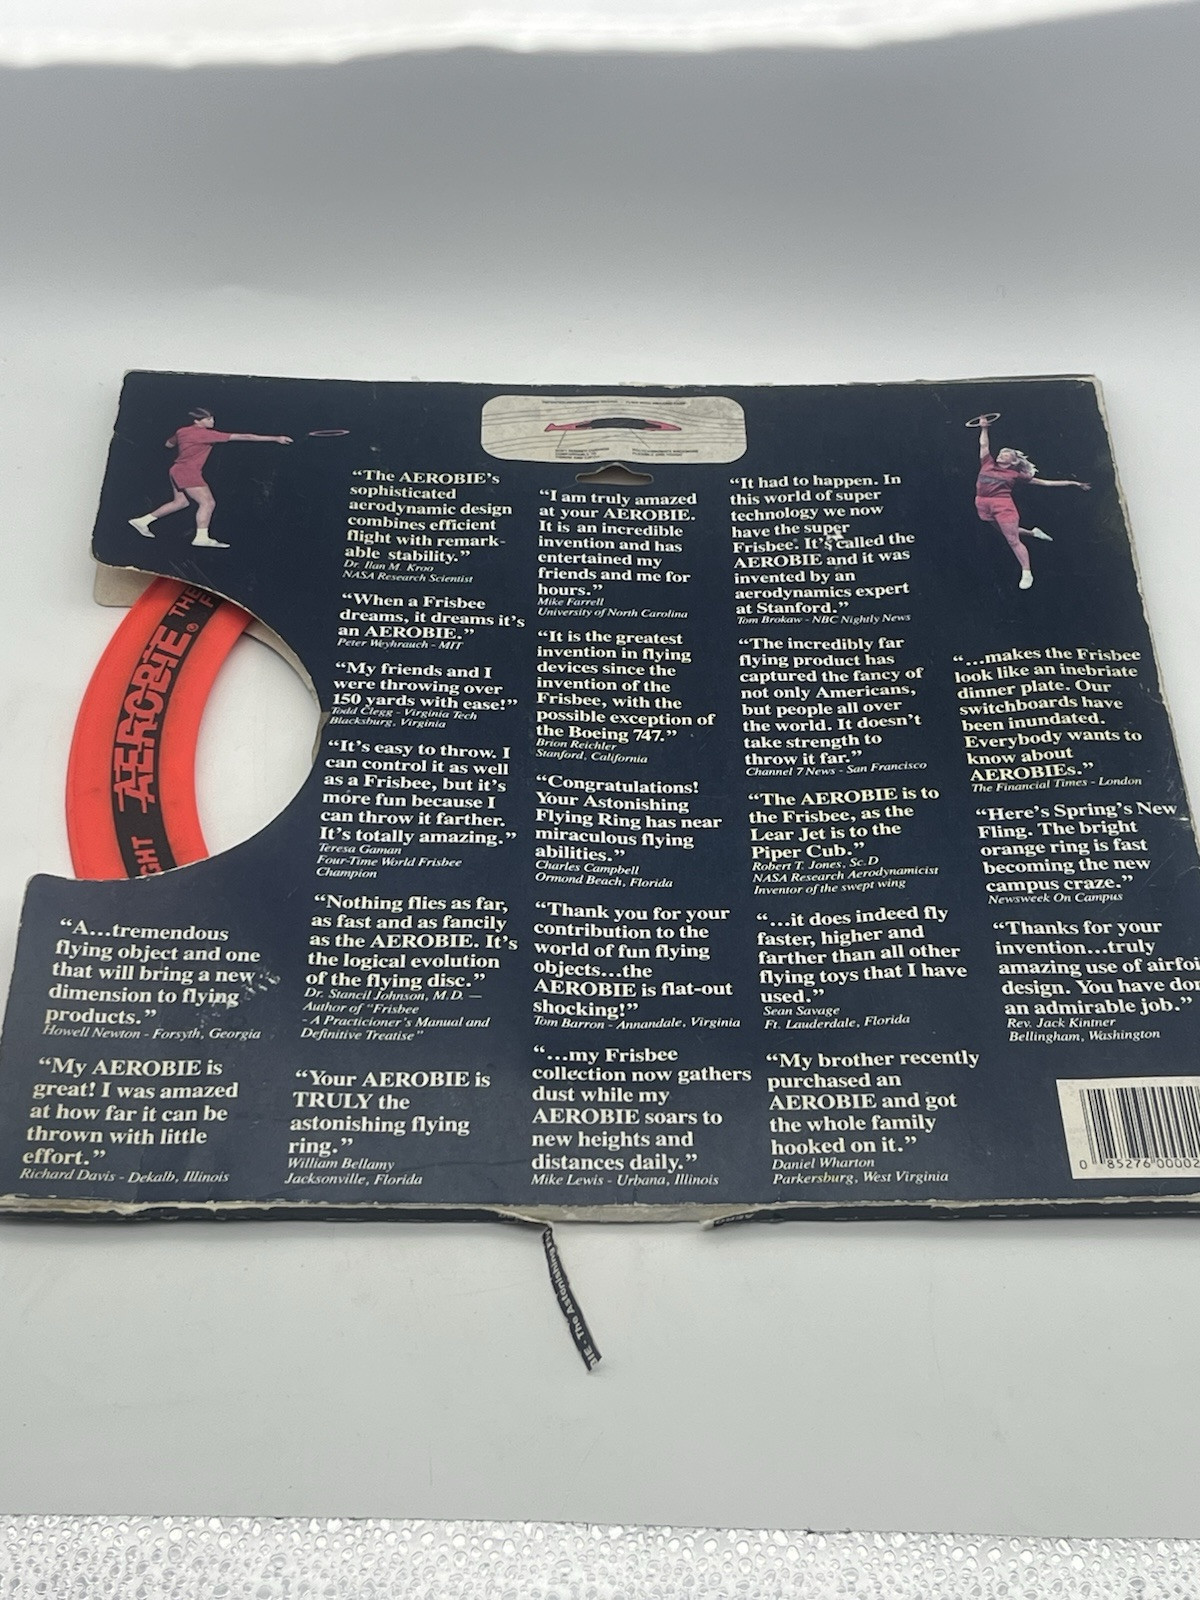 AEROBIE®
THE
F
GHT
“The AEROBIE’s
sophisticated
aerodynamic design
combines efficient
flight with remark-
able stability.”
Dr. Ilan M. Kroo
NASA Research Scientist
“When a Frisbee
dreams, it dreams it’s
an AEROBIE.”
Peter Weyhrauch - MIT
“My friends and I
were throwing over
150 yards with ease!”
Todd Clegg - Virginia Tech
Blacksburg, Virginia
“It’s easy to throw. I
can control it as well
as a Frisbee, but it’s
more fun because I
can throw it farther.
It’s totally amazing.”
Teresa Gaman
Four-Time World Frisbee
Champion
“Nothing flies as far,
as fast and as fancily
as the AEROBIE. It’s
the logical evolution
of the flying disc.”
Dr. Stancil Johnson, M.D. —
Author of "Frisbee
- A Practicioner’s Manual and
Definitive Treatise"
“Your AEROBIE is
TRULY the
astonishing flying
ring.”
William Bellamy
Jacksonville, Florida
“A...tremendous
flying object and one
that will bring a new
dimension to flying
products.”
Howell Newton - Forsyth, Georgia
“My AEROBIE is
great! I was amazed
at how far it can be
thrown with little
effort.”
Richard Davis - Dekalb, Illinois
“I am truly amazed
at your AEROBIE.
It is an incredible
invention and has
entertained my
friends and me for
hours.”
Mike Farrell
University of North Carolina
“It is the greatest
invention in flying
devices since the
invention of the
Frisbee, with the
possible exception of
the Boeing 747.”
Brion Reichler
Stanford, California
“Congratulations!
Your Astonishing
Flying Ring has near
miraculous flying
abilities.”
Charles Campbell
Ormond Beach, Florida
“Thank you for your
contribution to the
world of fun flying
objects...the
AEROBIE is flat-out
shocking!”
Tom Barron - Annandale, Virginia
“...my Frisbee
collection now gathers
dust while my
AEROBIE soars to
new heights and
distances daily.”
Mike Lewis - Urbana, Illinois
“It had to happen. In
this world of super
technology we now
have the super
Frisbee. It’s called the
AEROBIE and it was
invented by an
aerodynamics expert
at Stanford.”
Tom Brokaw - NBC Nightly News
“The incredibly far
flying product has
captured the fancy of
not only Americans,
but people all over
the world. It doesn’t
take strength to
throw it far.”
Channel 7 News - San Francisco
“The AEROBIE is to
the Frisbee, as the
Lear Jet is to the
Piper Cub.”
Robert T. Jones, Sc.D
NASA Research Aerodynamicist
Inventor of the swept wing
“...it does indeed fly
faster, higher and
farther than all other
flying toys that I have
used.”
Sean Savage
Ft. Lauderdale, Florida
“My brother recently
purchased an
AEROBIE and got
the whole family
hooked on it.”
Daniel Wharton
Parkersburg, West Virginia
“...makes the Frisbee
look like an inebriate
dinner plate. Our
switchboards have
been inundated.
Everybody wants to
know about
AEROBIEs.”
The Financial Times - London
“Here’s Spring’s New
Fling. The bright
orange ring is fast
becoming the new
campus craze.”
Newsweek On Campus
“Thanks for your
invention...truly
amazing use of airfoi
design. You have don
an admirable job.”
Rev. Jack Kintner
Bellingham, Washington
0 85276 00002
BIE - The Astonishing
AERO